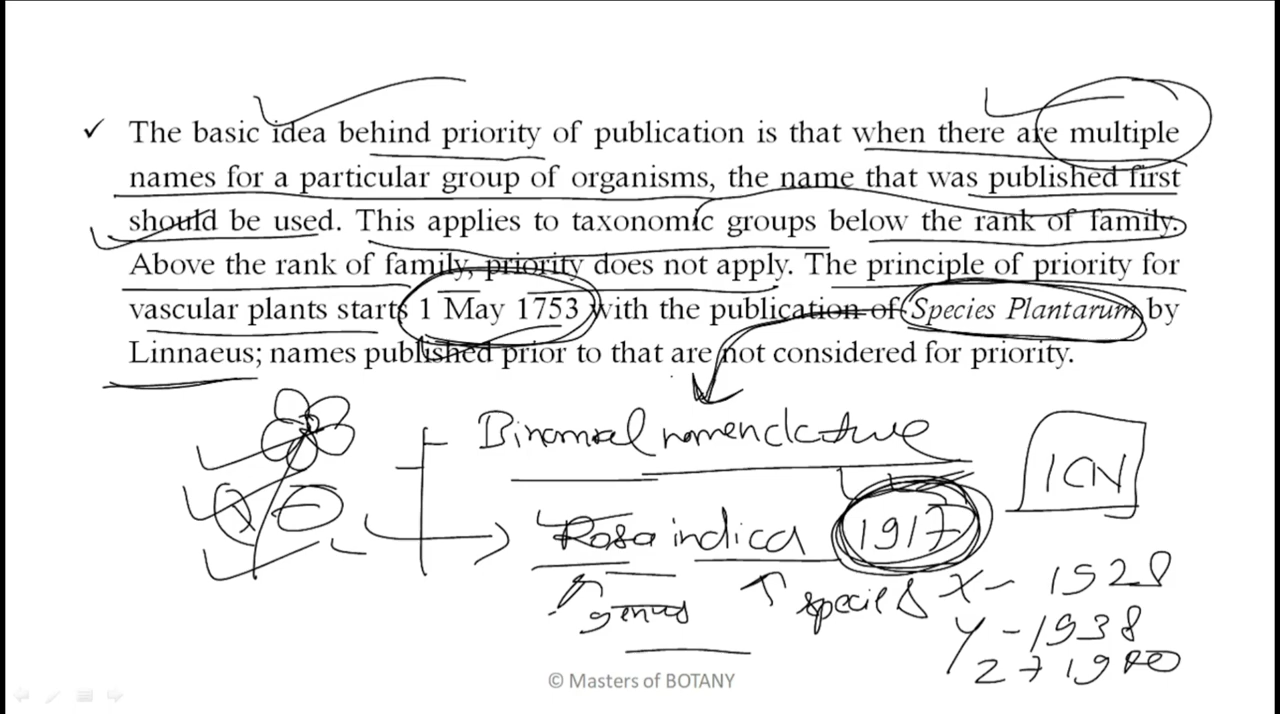 ✓ The basic idea behind priority of publication is that when there are multiple
names for a particular group of organisms, the name that was published first
should be used. This applies to taxonomic groups below the rank of family.
Above the rank of family, priority does not apply. The principle of priority for
vascular plants starts 1 May 1753 with the publication of Species Plantarum by
Linnaeus; names published prior to that are not considered for priority.
Binomial nomenclature
ICN
Rosa indica 1917
genus species
X - 1928
Y - 1938
Z → 1940
© Masters of BOTANY